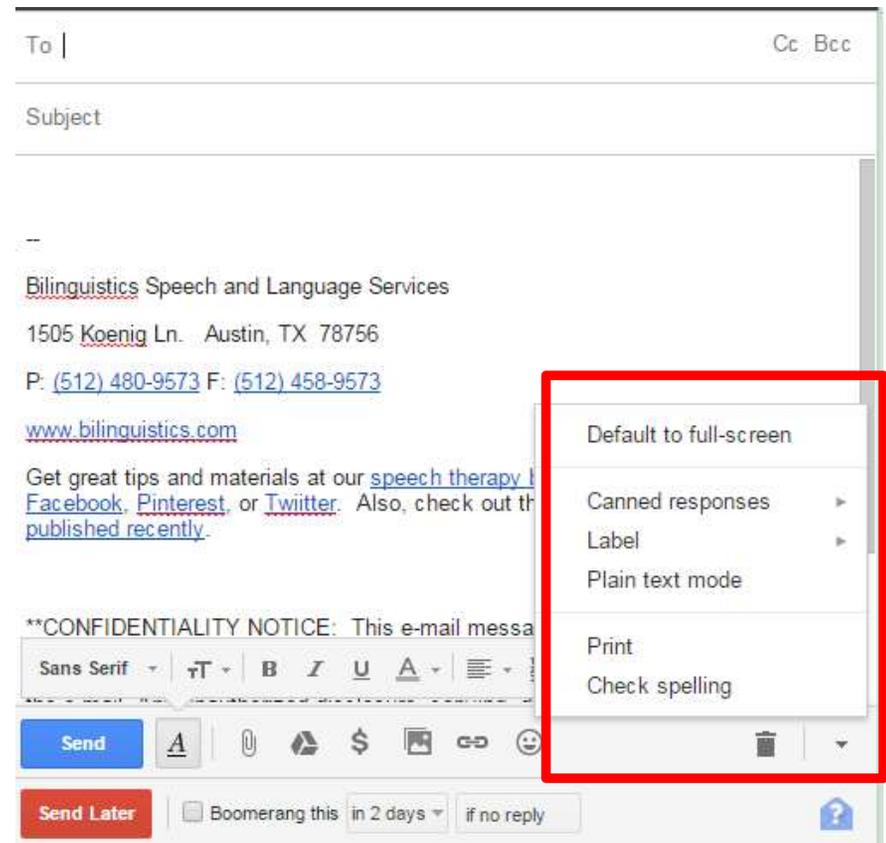 To Cc Bcc
Subject
--
Bilinguistics Speech and Language Services
1505 Koenig Ln. Austin, TX 78756
P: (512) 480-9573 F: (512) 458-9573
www.bilinguistics.com
Get great tips and materials at our speech therapy
Facebook, Pinterest, or Twiitter. Also, check out
published recently.
**CONFIDENTIALITY NOTICE: This e-mail
Default to full-screen
Canned responses
Label
Plain text mode
Print
Check spelling
Sans Serif T B I U A
Send A $
Send Later Boomerang this in 2 days if no reply ?